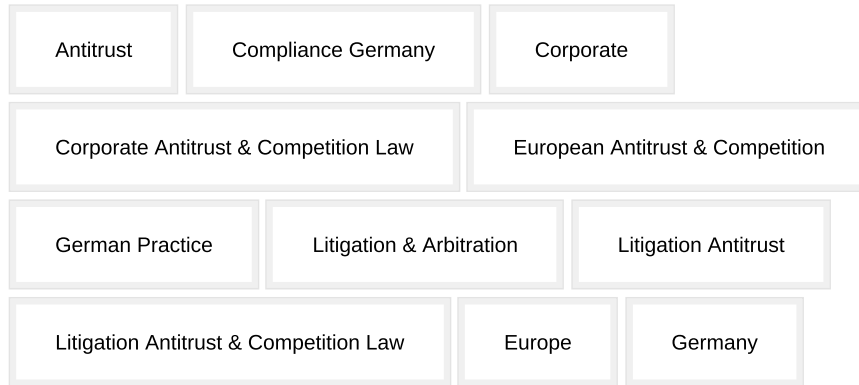 Antitrust Compliance Germany Corporate
Corporate Antitrust & Competition Law European Antitrust & Competition
German Practice Litigation & Arbitration Litigation Antitrust
Litigation Antitrust & Competition Law Europe Germany